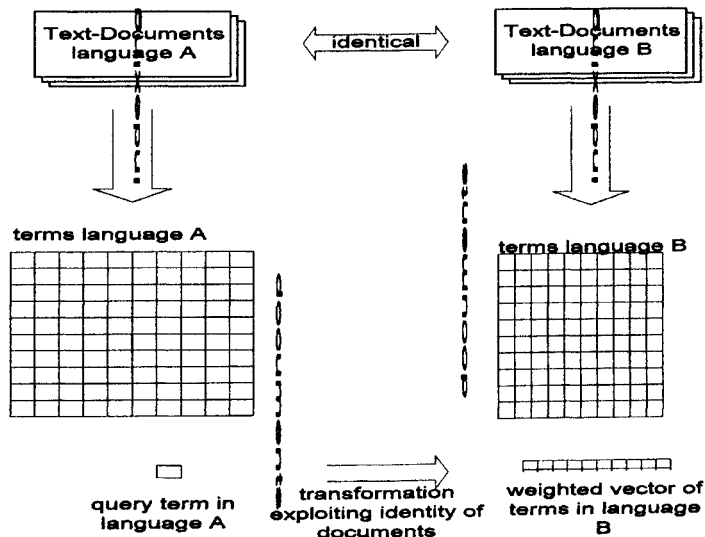 Text-Documents
language A
identical
Text-Documents
language B
terms language A
terms language B
query term in
language A
transformation
exploiting identity of
documents
weighted vector of
terms in language
B